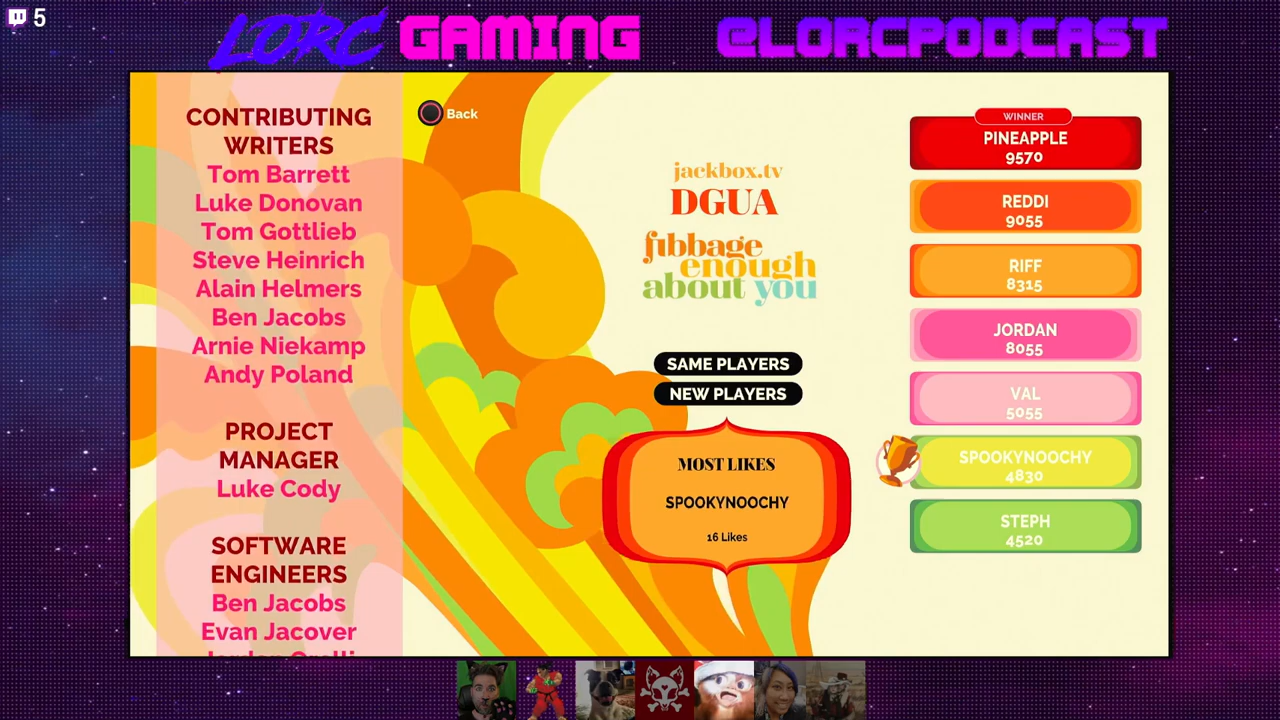 5
LORC GAMING
@LORCPODCAST
CONTRIBUTING
WRITERS
Tom Barrett
Luke Donovan
Tom Gottlieb
Steve Heinrich
Alain Helmers
Ben Jacobs
Arnie Niekamp
Andy Poland
PROJECT
MANAGER
Luke Cody
SOFTWARE
ENGINEERS
Ben Jacobs
Evan Jacover
Back
jackbox.tv
DGUA
fibbage
enough
about you
SAME PLAYERS
NEW PLAYERS
MOST LIKES
SPOOKYNOOCHY
16 Likes
WINNER
PINEAPPLE
9570
REDDI
9055
RIFF
8315
JORDAN
8055
VAL
5055
SPOOKYNOOCHY
4830
STEPH
4520